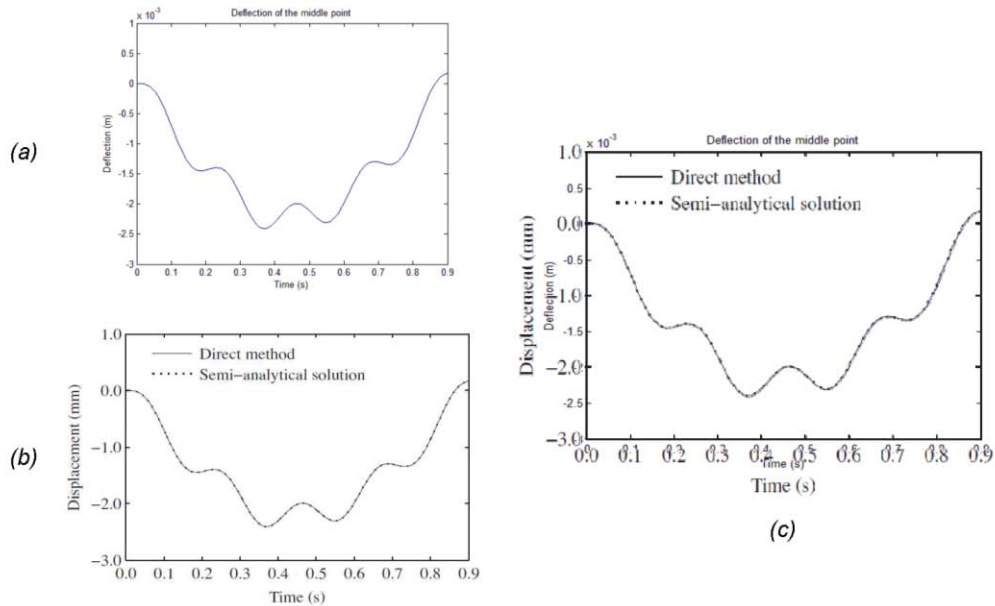 Deflection of the middle point
x 10⁻³
1
0.5
0
-0.5
-1
-1.5
-2
-2.5
-3
Deflection (m)
0 0.1 0.2 0.3 0.4 0.5 0.6 0.7 0.8 0.9
Time (s)
(a)
1.0
0.0
−1.0
−2.0
−3.0
Displacement (mm)
Direct method
Semi−analytical solution
0.0 0.1 0.2 0.3 0.4 0.5 0.6 0.7 0.8 0.9
Time (s)
(b)
Deflection of the middle point
x 10⁻³
1.0
0.5
0.0
-0.5
−1.0
-1.5
−2.0
-2.5
−3.0
Displacement (mm)
Deflection (m)
Direct method
Semi−analytical solution
0.0 0.1 0.2 0.3 0.4 0.5 0.6 0.7 0.8 0.9
Time (s)
Time (s)
(c)